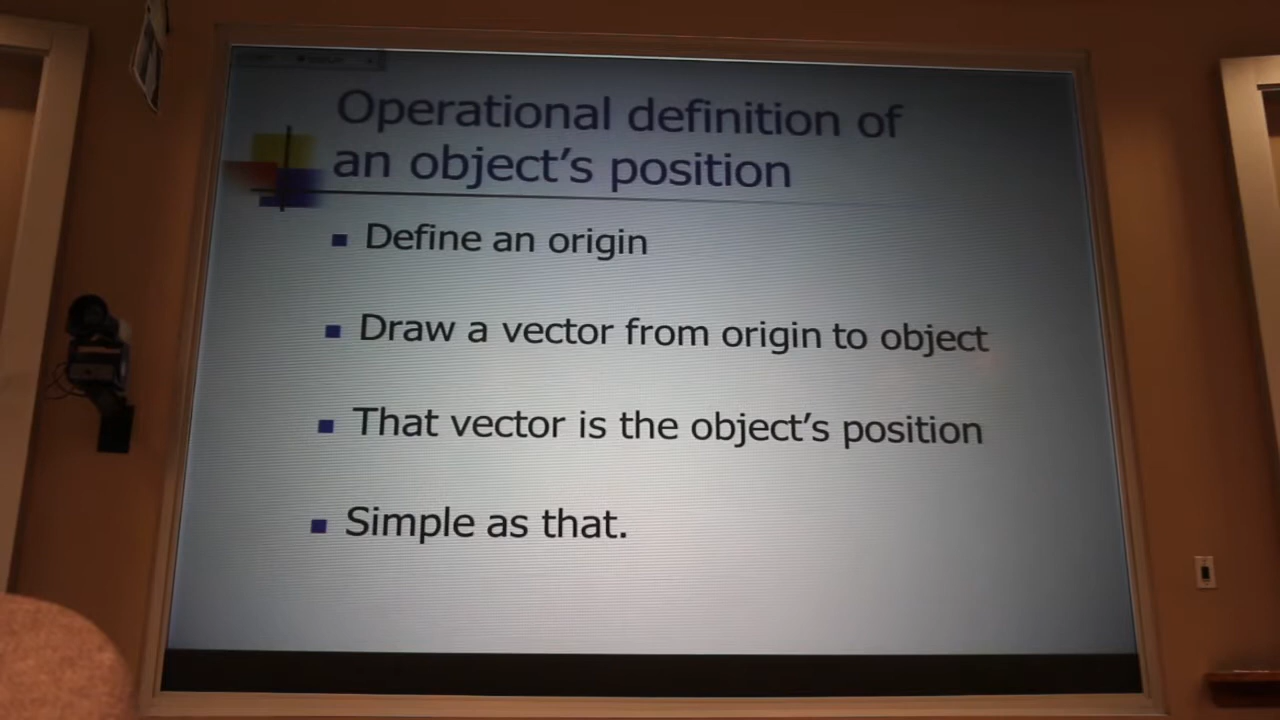 Operational definition of
an object's position
Define an origin
Draw a vector from origin to object
That vector is the object's position
Simple as that.